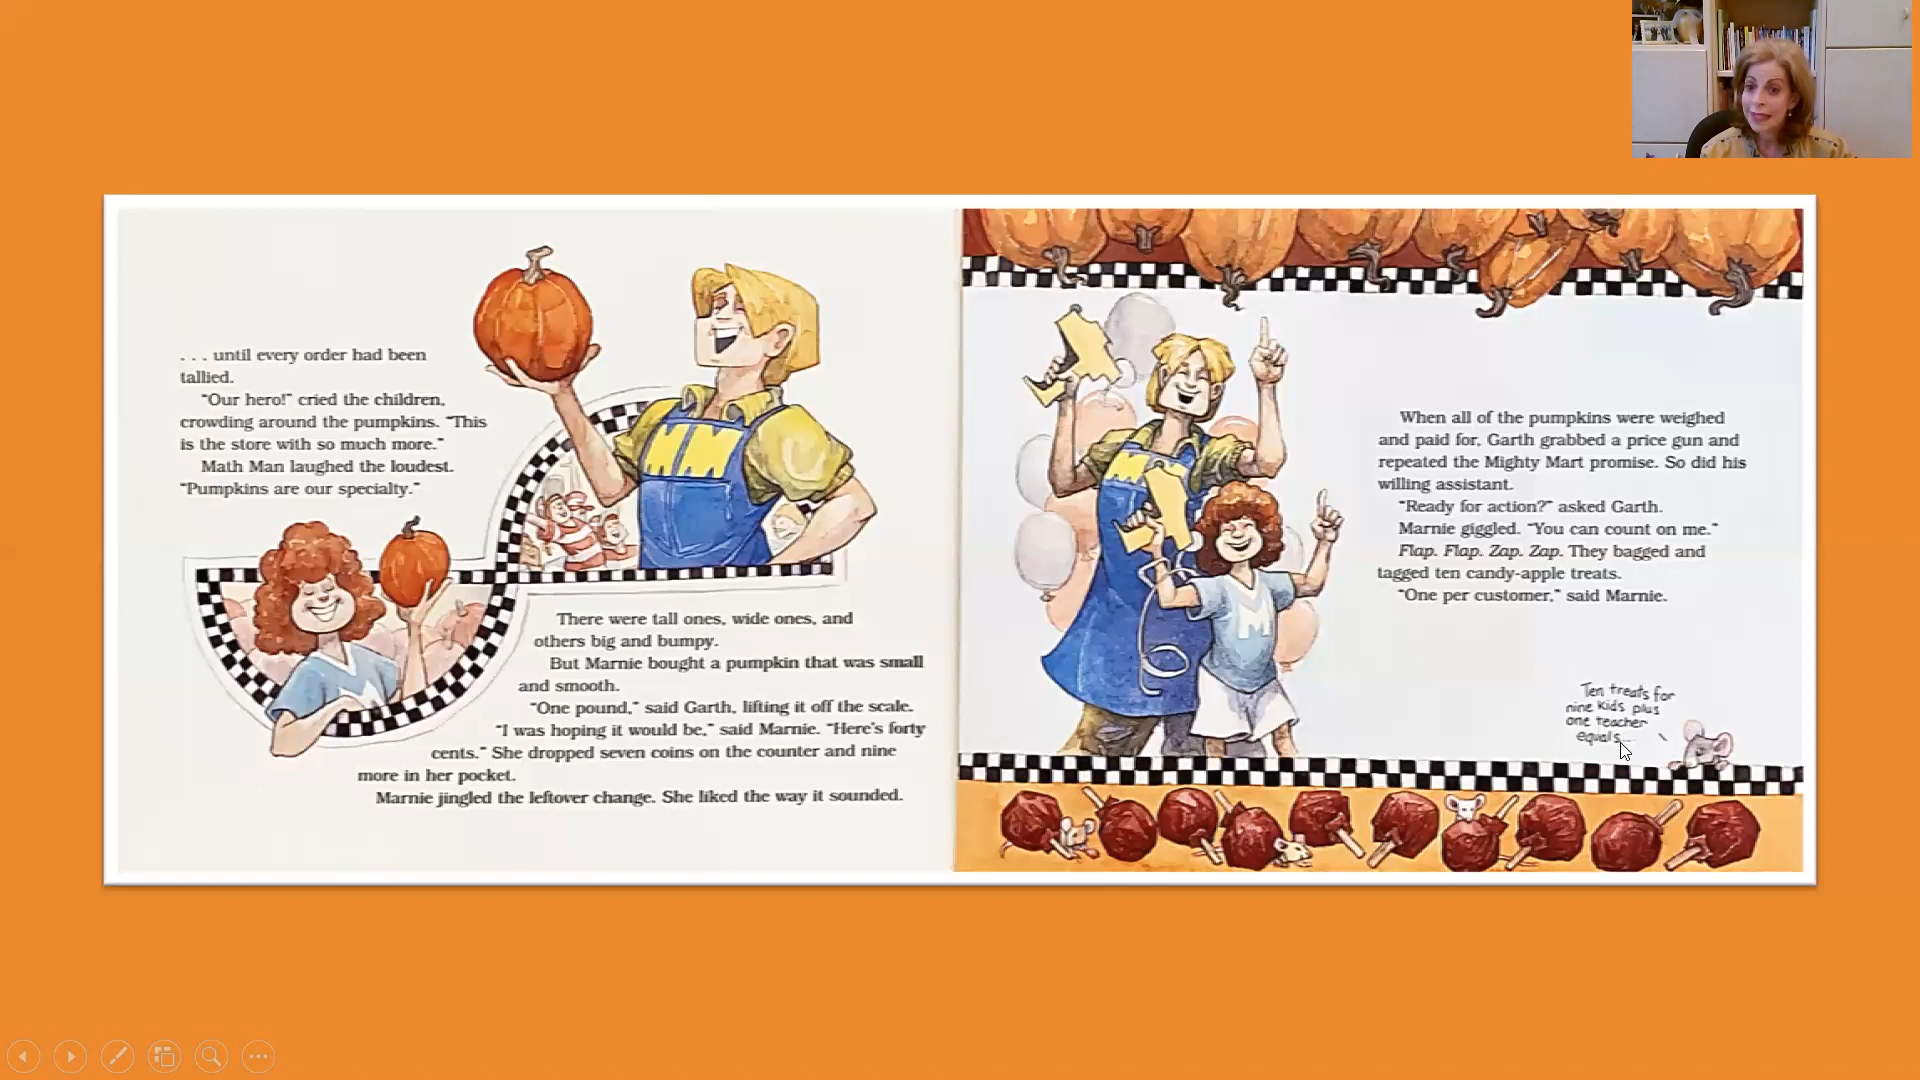 . . . until every order had been
tallied.
“Our hero!” cried the children,
crowding around the pumpkins. “This
is the store with so much more.”
Math Man laughed the loudest.
“Pumpkins are our specialty.”
MM
There were tall ones, wide ones, and
others big and bumpy.
But Marnie bought a pumpkin that was small
and smooth.
“One pound,” said Garth, lifting it off the scale.
“I was hoping it would be,” said Marnie. “Here’s forty
cents.” She dropped seven coins on the counter and nine
more in her pocket.
Marnie jingled the leftover change. She liked the way it sounded.
MM
M
When all of the pumpkins were weighed
and paid for, Garth grabbed a price gun and
repeated the Mighty Mart promise. So did his
willing assistant.
“Ready for action?” asked Garth.
Marnie giggled. “You can count on me.”
Flap. Flap. Zap. Zap. They bagged and
tagged ten candy-apple treats.
“One per customer,” said Marnie.
Ten treats for
nine kids plus
one teacher
equals...